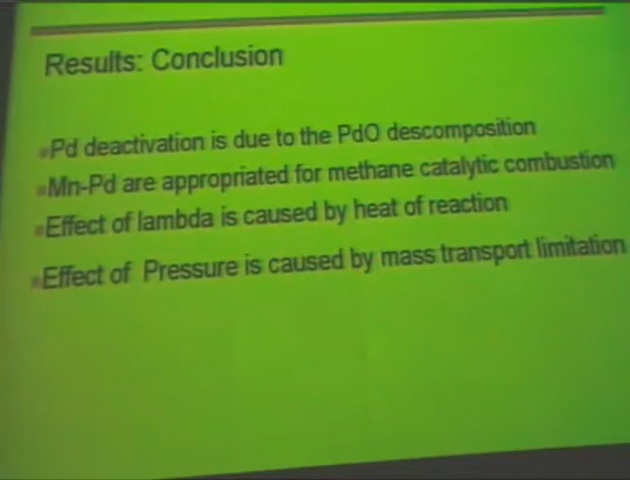 Results: Conclusion
Pd deactivation is due to the PdO descomposition
Mn-Pd are appropriated for methane catalytic combustion
Effect of lambda is caused by heat of reaction
Effect of Pressure is caused by mass transport limitation